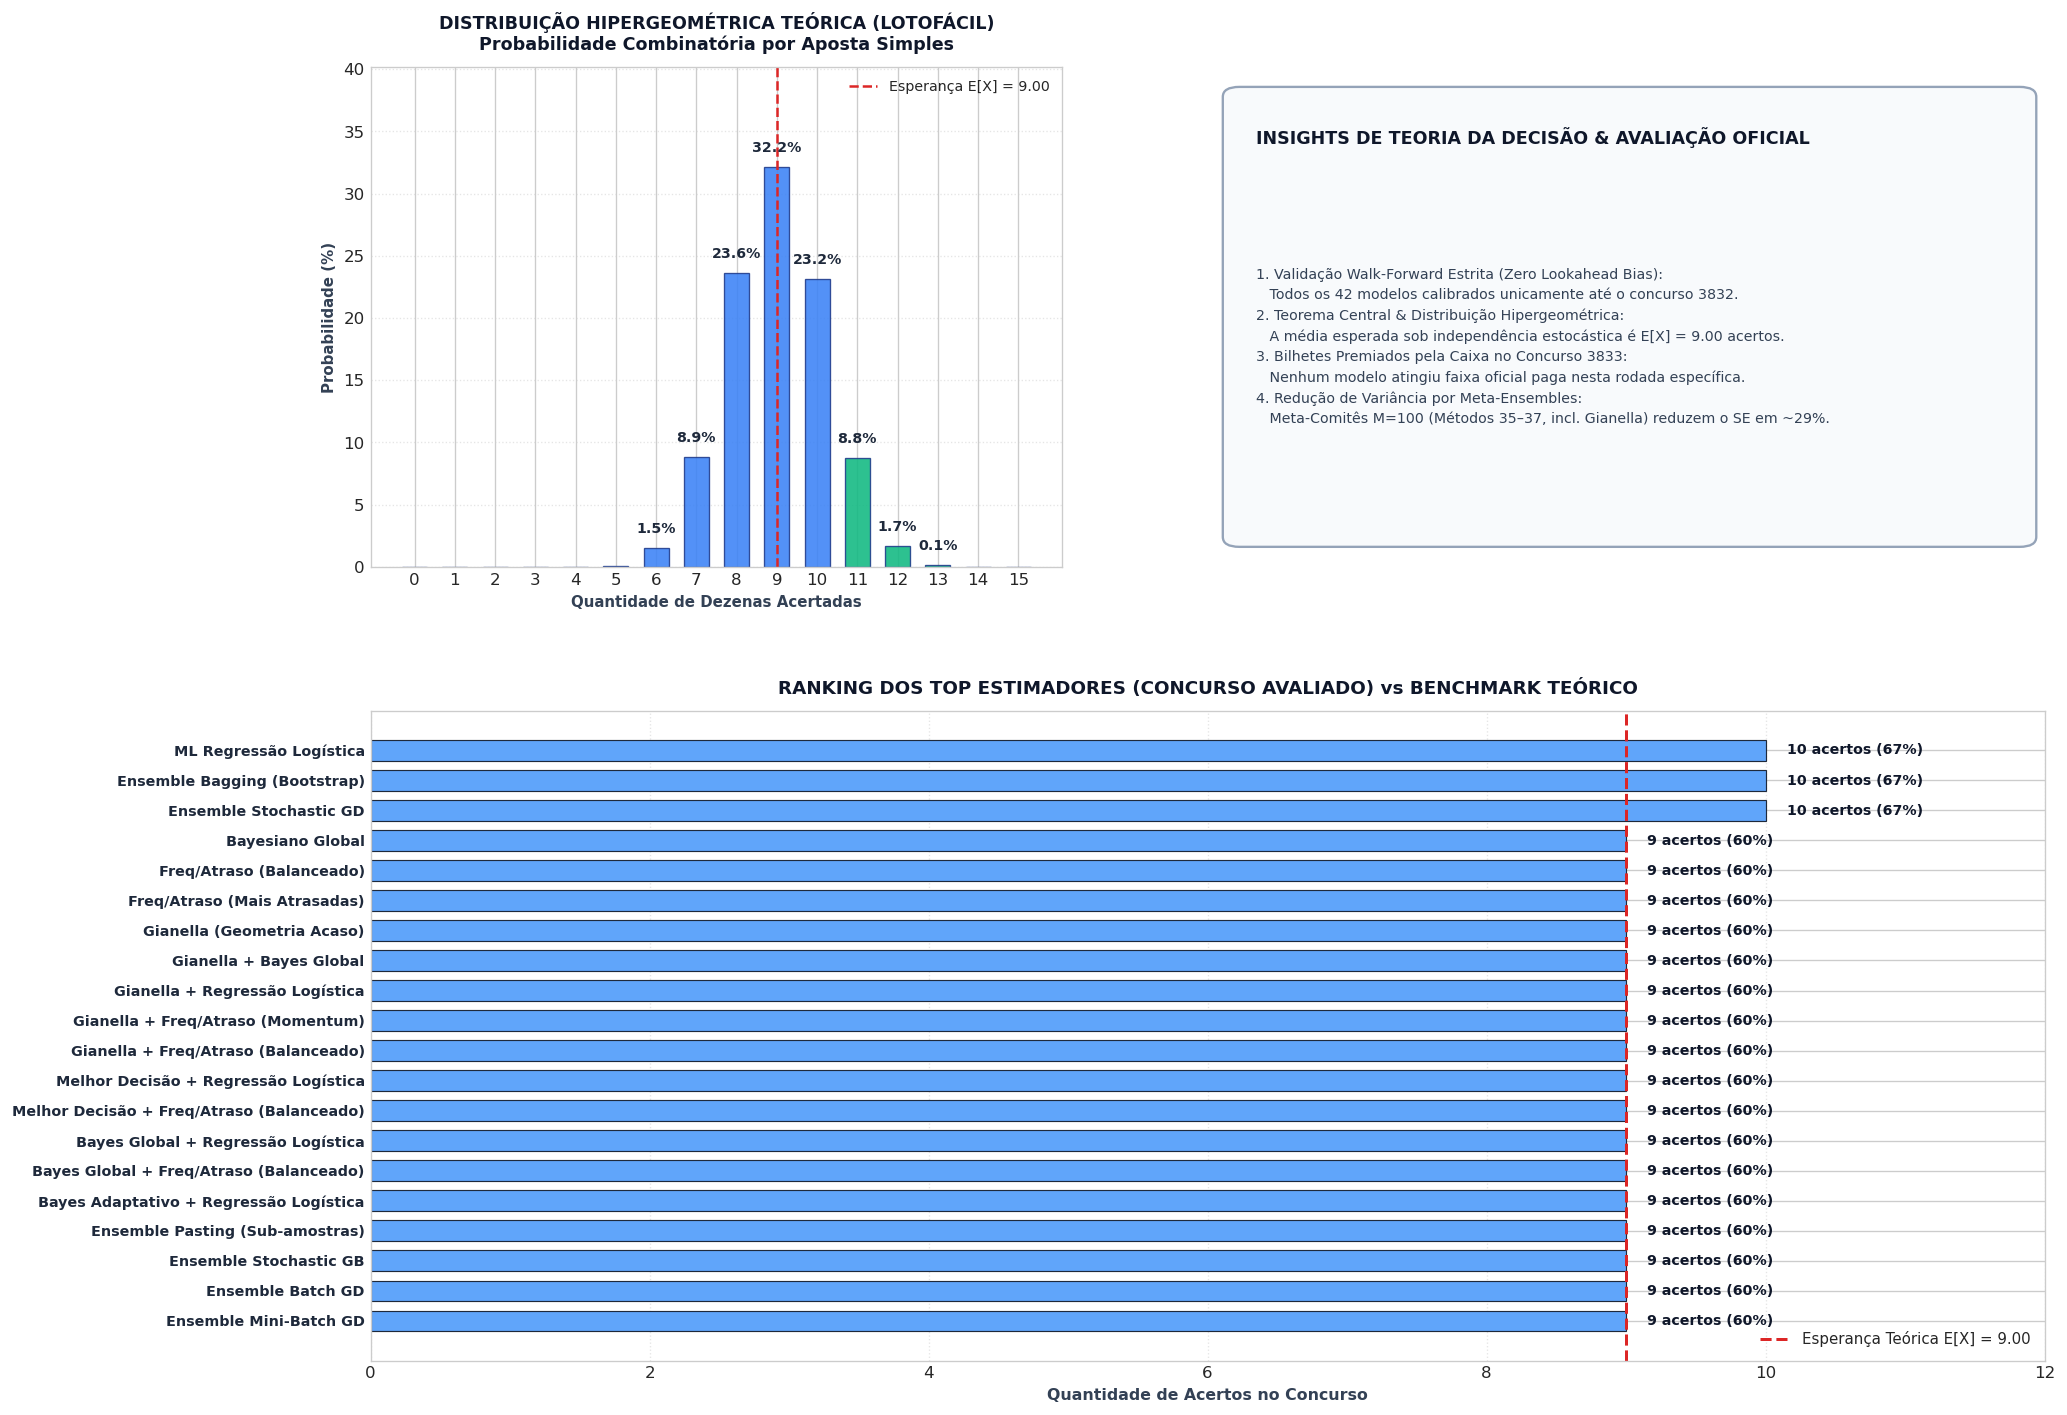 DISTRIBUIÇÃO HIPERGEOMÉTRICA TEÓRICA (LOTOFÁCIL)
Probabilidade Combinatória por Aposta Simples
Probabilidade (%)
40
35
30
25
20
15
10
5
0
Esperança E[X] = 9.00
1.5%
8.9%
23.6%
32.2%
23.2%
8.8%
1.7%
0.1%
0 1 2 3 4 5 6 7 8 9 10 11 12 13 14 15
Quantidade de Dezenas Acertadas
INSIGHTS DE TEORIA DA DECISÃO & AVALIAÇÃO OFICIAL
1. Validação Walk-Forward Estrita (Zero Lookahead Bias):
Todos os 42 modelos calibrados unicamente até o concurso 3832.
2. Teorema Central & Distribuição Hipergeométrica:
A média esperada sob independência estocástica é E[X] = 9.00 acertos.
3. Bilhetes Premiados pela Caixa no Concurso 3833:
Nenhum modelo atingiu faixa oficial paga nesta rodada específica.
4. Redução de Variância por Meta-Ensembles:
Meta-Comitês M=100 (Métodos 35–37, incl. Gianella) reduzem o SE em ~29%.
RANKING DOS TOP ESTIMADORES (CONCURSO AVALIADO) vs BENCHMARK TEÓRICO
ML Regressão Logística 10 acertos (67%)
Ensemble Bagging (Bootstrap) 10 acertos (67%)
Ensemble Stochastic GD 10 acertos (67%)
Bayesiano Global 9 acertos (60%)
Freq/Atraso (Balanceado) 9 acertos (60%)
Freq/Atraso (Mais Atrasadas) 9 acertos (60%)
Gianella (Geometria Acaso) 9 acertos (60%)
Gianella + Bayes Global 9 acertos (60%)
Gianella + Regressão Logística 9 acertos (60%)
Gianella + Freq/Atraso (Momentum) 9 acertos (60%)
Gianella + Freq/Atraso (Balanceado) 9 acertos (60%)
Melhor Decisão + Regressão Logística 9 acertos (60%)
Melhor Decisão + Freq/Atraso (Balanceado) 9 acertos (60%)
Bayes Global + Regressão Logística 9 acertos (60%)
Bayes Global + Freq/Atraso (Balanceado) 9 acertos (60%)
Bayes Adaptativo + Regressão Logística 9 acertos (60%)
Ensemble Pasting (Sub-amostras) 9 acertos (60%)
Ensemble Stochastic GB 9 acertos (60%)
Ensemble Batch GD 9 acertos (60%)
Ensemble Mini-Batch GD 9 acertos (60%)
Esperança Teórica E[X] = 9.00
0 2 4 6 8 10 12
Quantidade de Acertos no Concurso